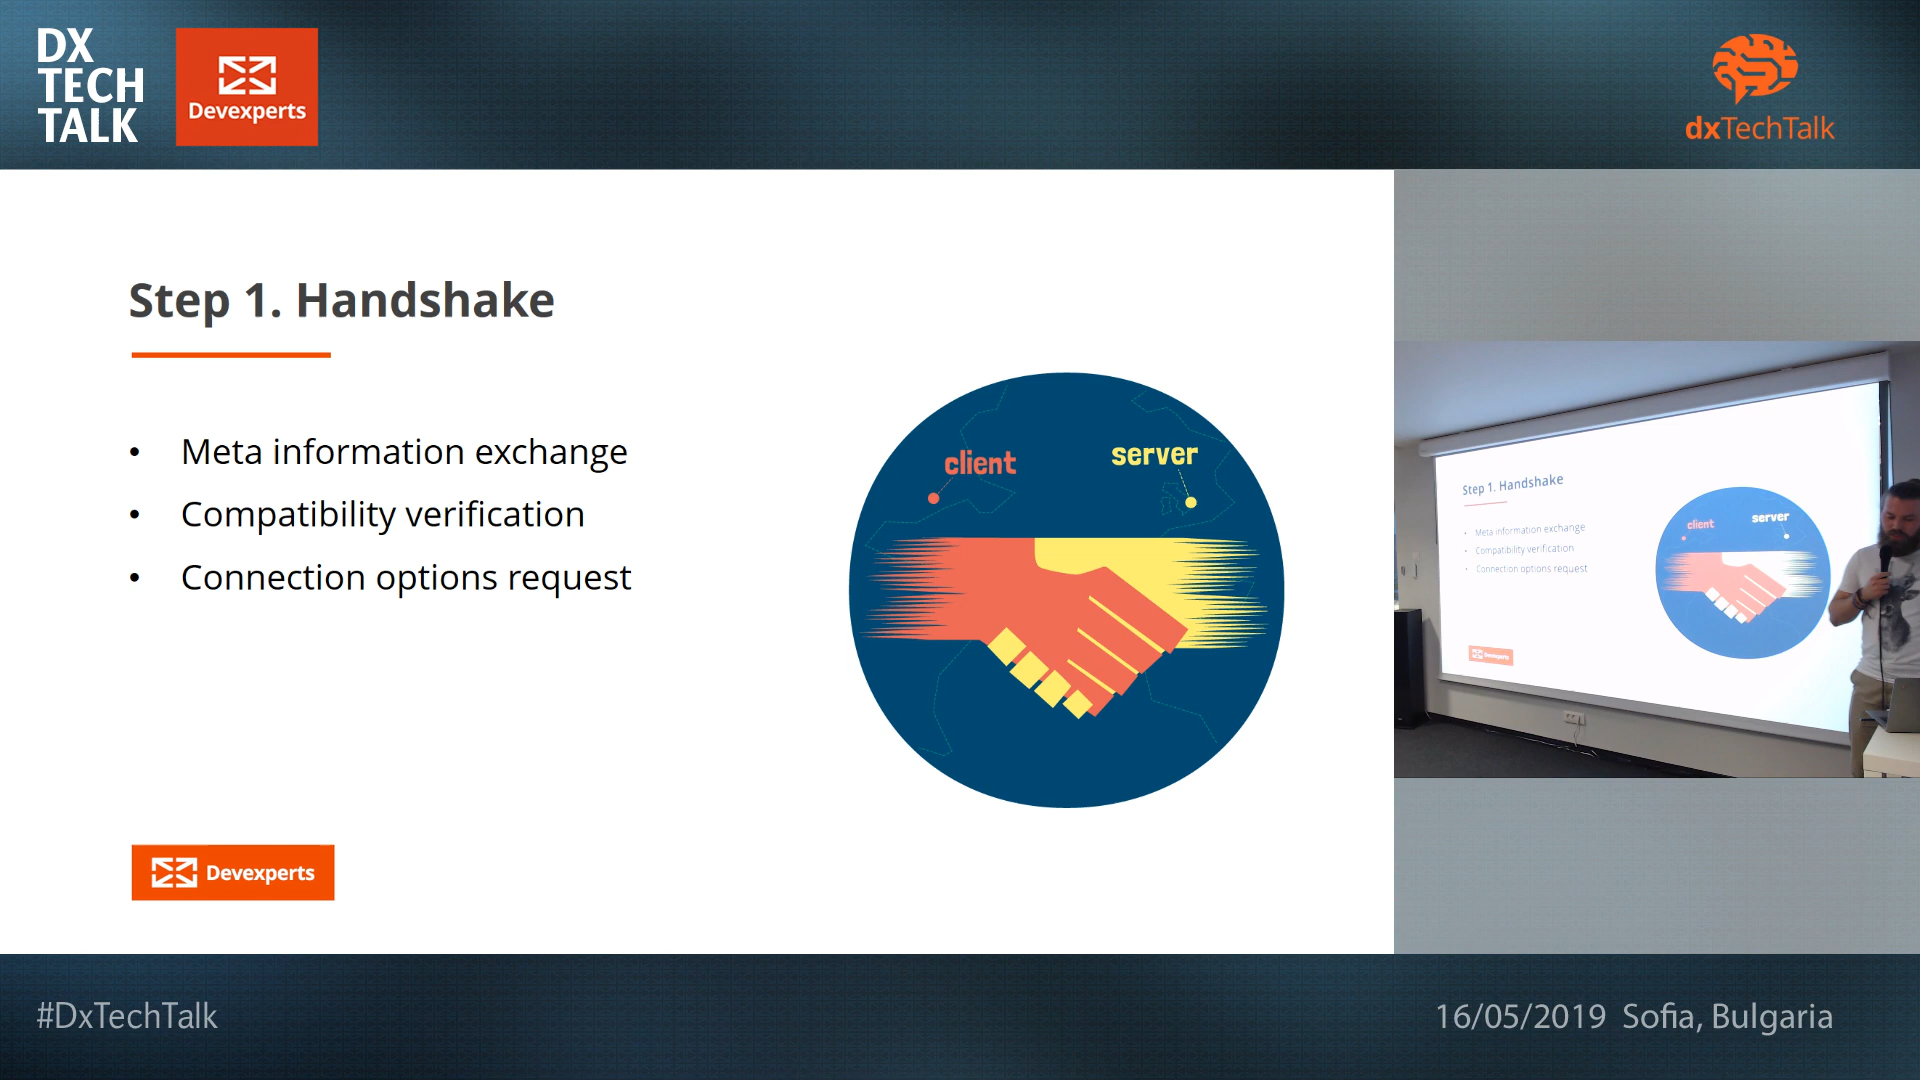 DX
TECH
TALK
Devexperts
dxTechTalk
Step 1. Handshake
• Meta information exchange
• Compatibility verification
• Connection options request
client
server
Devexperts
Step 1. Handshake
• Meta information exchange
• Compatibility verification
• Connection options request
client
server
Devexperts
#DxTechTalk
16/05/2019 Sofia, Bulgaria